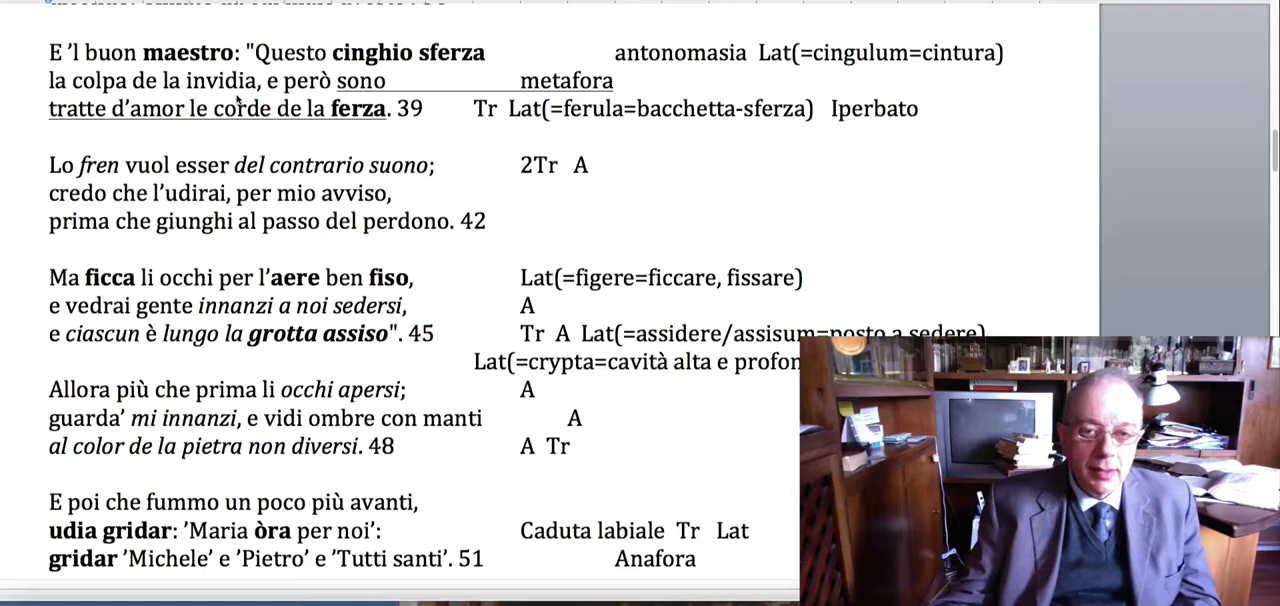 E ’l buon maestro: "Questo cinghio sferza antonomasia Lat(=cingulum=cintura)
la colpa de la invidia, e però sono metafora
tratte d’amor le corde de la ferza. 39 Tr Lat(=ferula=bacchetta-sferza) Iperbato
Lo fren vuol esser del contrario suono; 2Tr A
credo che l’udirai, per mio avviso,
prima che giunghi al passo del perdono. 42
Ma ficca li occhi per l’aere ben fiso, Lat(=figere=ficcare, fissare)
e vedrai gente innanzi a noi sedersi, A
e ciascun è lungo la grotta assiso". 45 Tr A Lat(=assidere/assisum=posto a sedere)
Lat(=crypta=cavità alta e
Allora più che prima li occhi apersi; A
guarda’ mi innanzi, e vidi ombre con manti A
al color de la pietra non diversi. 48 A Tr
E poi che fummo un poco più avanti,
udia gridar: ’Maria òra per noi’: Caduta labiale Tr Lat
gridar ’Michele’ e ’Pietro’ e ’Tutti santi’. 51 Anafora